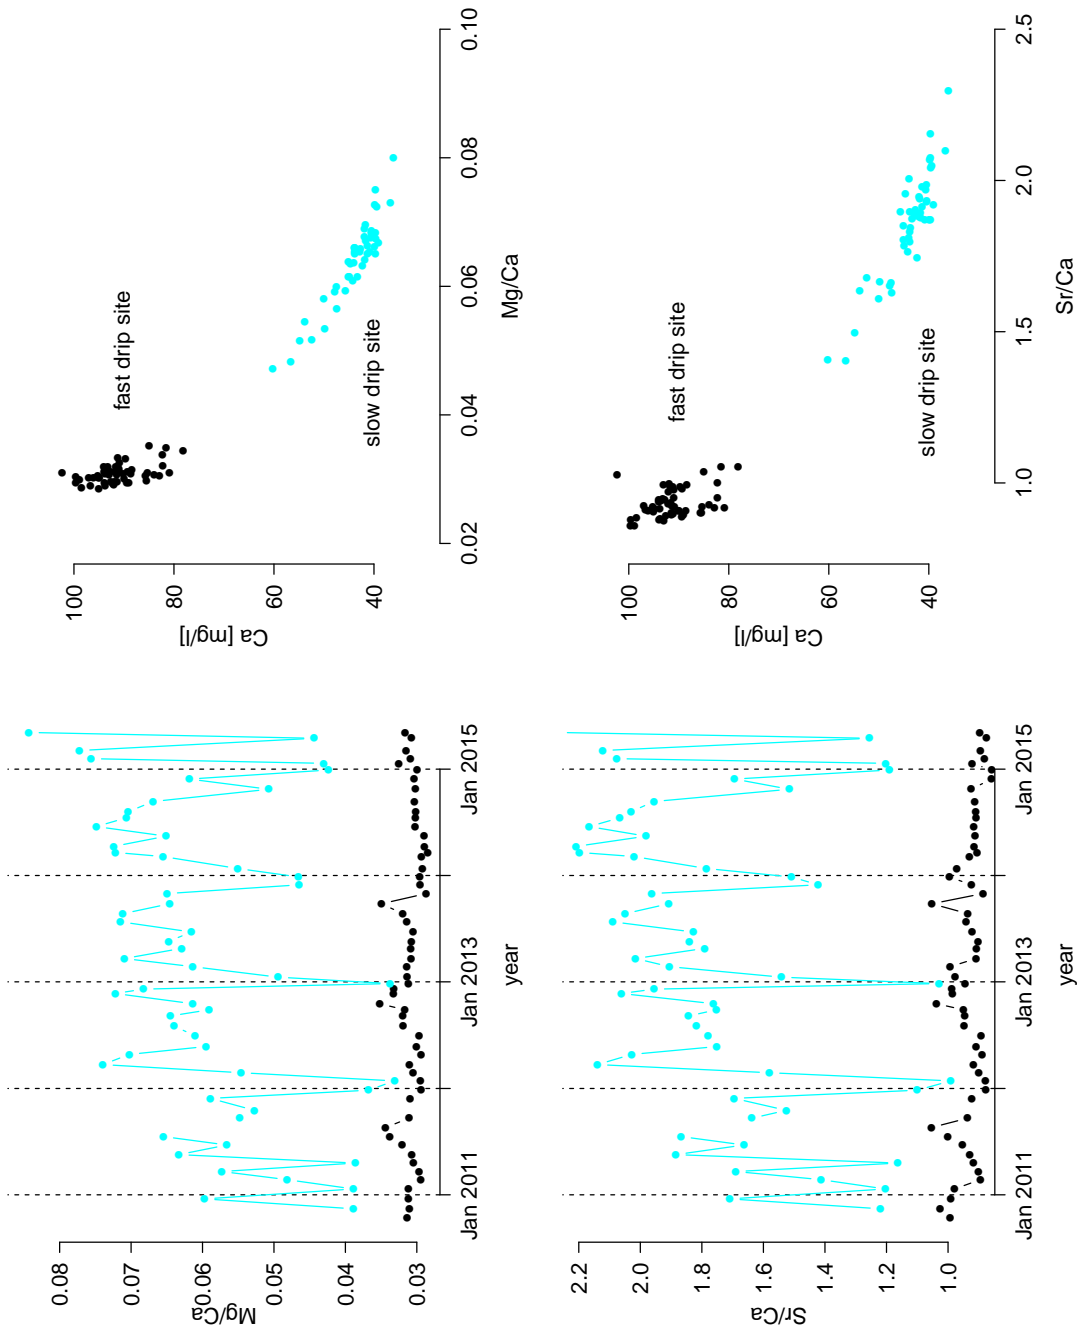 Mg/Ca
0.08
0.07
0.06
0.05
0.04
0.03
Jan 2011
Jan 2013
Jan 2015
year
Ca [mg/l]
100
80
60
40
fast drip site
slow drip site
0.02
0.04
0.06
0.08
0.10
Mg/Ca
Sr/Ca
2.2
2.0
1.8
1.6
1.4
1.2
1.0
Jan 2011
Jan 2013
Jan 2015
year
Ca [mg/l]
100
80
60
40
fast drip site
slow drip site
1.0
1.5
2.0
2.5
Sr/Ca